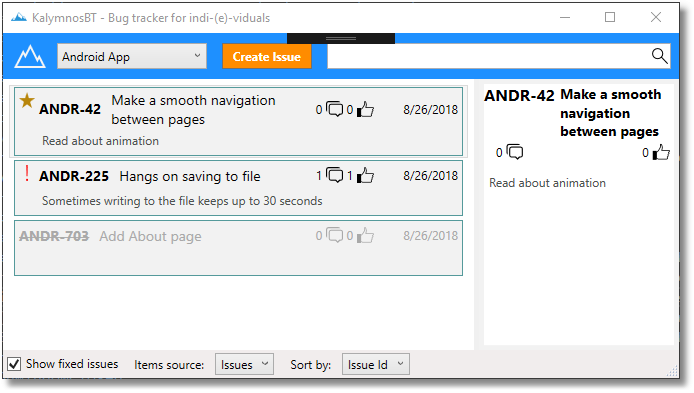 KalymnosBT - Bug tracker for indi-(e)-viduals
Android App
Create Issue
ANDR-42 Make a smooth navigation
between pages
0 0 8/26/2018
Read about animation
! ANDR-225 Hangs on saving to file 1 1 8/26/2018
Sometimes writing to the file keeps up to 30 seconds
ANDR-703 Add About page 0 0 8/26/2018
ANDR-42 Make a smooth
navigation
between pages
0 0
Read about animation
Show fixed issues Items source: Issues Sort by: Issue Id